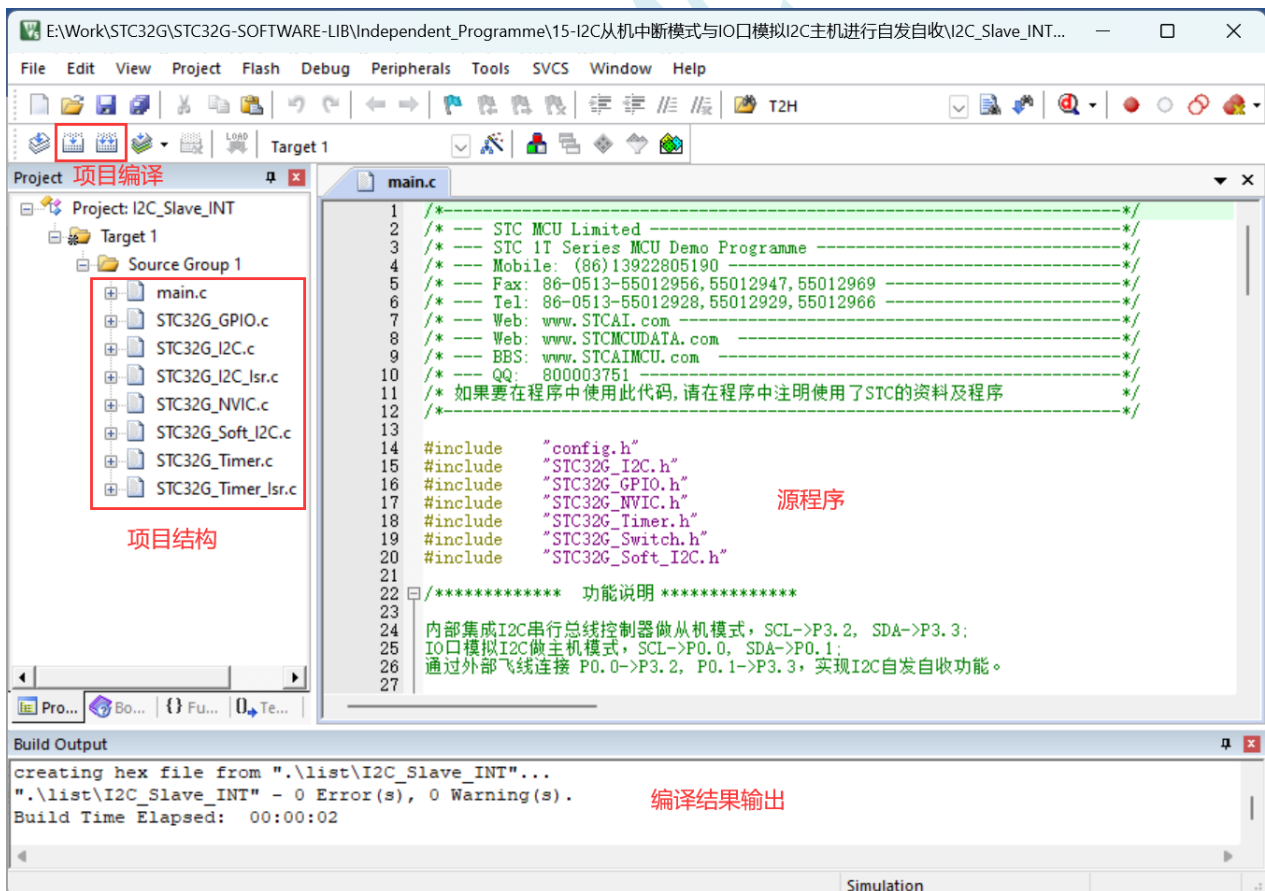 E:\Work\STC32G\STC32G-SOFTWARE-LIB\Independent_Programme\15-I2C从机中断模式与IO口模拟I2C主机进行自发自收\I2C_Slave_INT...
File Edit View Project Flash Debug Peripherals Tools SVCS Window Help
T2H
LOAD Target 1
Project 项目编译
main.c
Project: I2C_Slave_INT
Target 1
Source Group 1
main.c
STC32G_GPIO.c
STC32G_I2C.c
STC32G_I2C_Isr.c
STC32G_NVIC.c
STC32G_Soft_I2C.c
STC32G_Timer.c
STC32G_Timer_Isr.c
项目结构
Pro... Bo... {} Fu... Te...
1 /*---------------------------------------------------------------------*/
2 /* --- STC MCU Limited ------------------------------------------------*/
3 /* --- STC 1T Series MCU Demo Programme -------------------------------*/
4 /* --- Mobile: (86)13922805190 ----------------------------------------*/
5 /* --- Fax: 86-0513-55012956,55012947,55012969 ------------------------*/
6 /* --- Tel: 86-0513-55012928,55012929,55012966 ------------------------*/
7 /* --- Web: www.STCAI.com ---------------------------------------------*/
8 /* --- Web: www.STCMCUDATA.com  ---------------------------------------*/
9 /* --- BBS: www.STCAIMCU.com  -----------------------------------------*/
10 /* --- QQ:  800003751 -------------------------------------------------*/
11 /* 如果要在程序中使用此代码,请在程序中注明使用了STC的资料及程序            */
12 /*---------------------------------------------------------------------*/
13
14 #include "config.h"
15 #include "STC32G_I2C.h"
16 #include "STC32G_GPIO.h"
17 #include "STC32G_NVIC.h"
18 #include "STC32G_Timer.h"
19 #include "STC32G_Switch.h"
20 #include "STC32G_Soft_I2C.h"
21
22 /************* 功能说明 **************
23
24 内部集成I2C串行总线控制器做从机模式，SCL->P3.2, SDA->P3.3;
25 IO口模拟I2C做主机模式，SCL->P0.0, SDA->P0.1;
26 通过外部飞线连接 P0.0->P3.2, P0.1->P3.3，实现I2C自发自收功能。
27
源程序
Build Output
creating hex file from ".\list\I2C_Slave_INT"...
".\list\I2C_Slave_INT" - 0 Error(s), 0 Warning(s).
Build Time Elapsed:  00:00:02
编译结果输出
Simulation